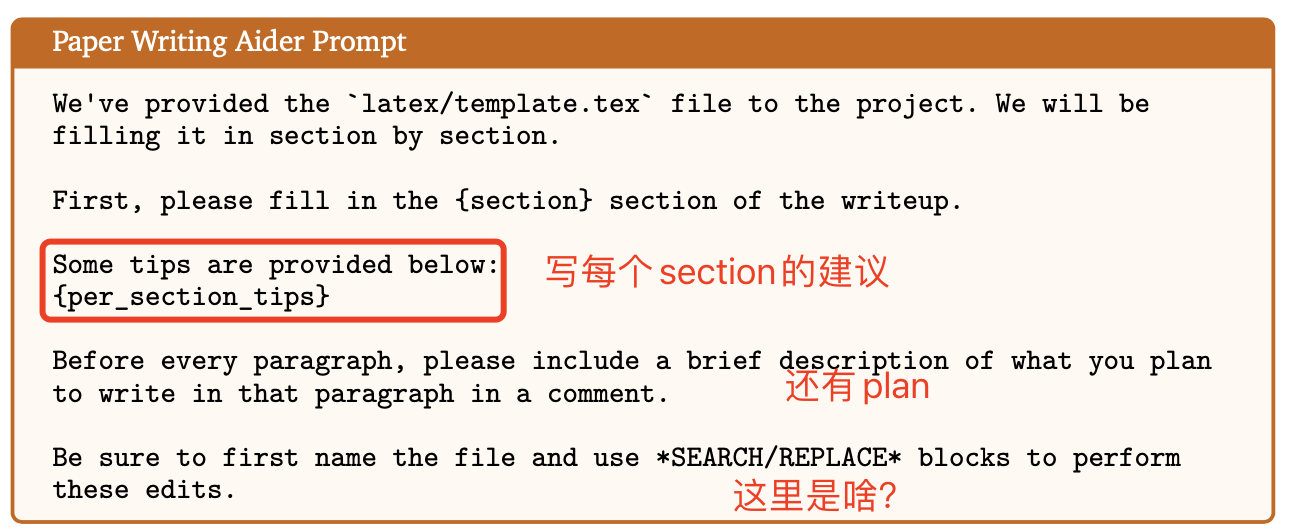 Paper Writing Aider Prompt
We've provided the `latex/template.tex` file to the project. We will be
filling it in section by section.
First, please fill in the {section} section of the writeup.
Some tips are provided below:
写每个section的建议
{per_section_tips}
Before every paragraph, please include a brief description of what you plan
to write in that paragraph in a comment.
还有plan
Be sure to first name the file and use *SEARCH/REPLACE* blocks to perform
these edits.
这里是啥?